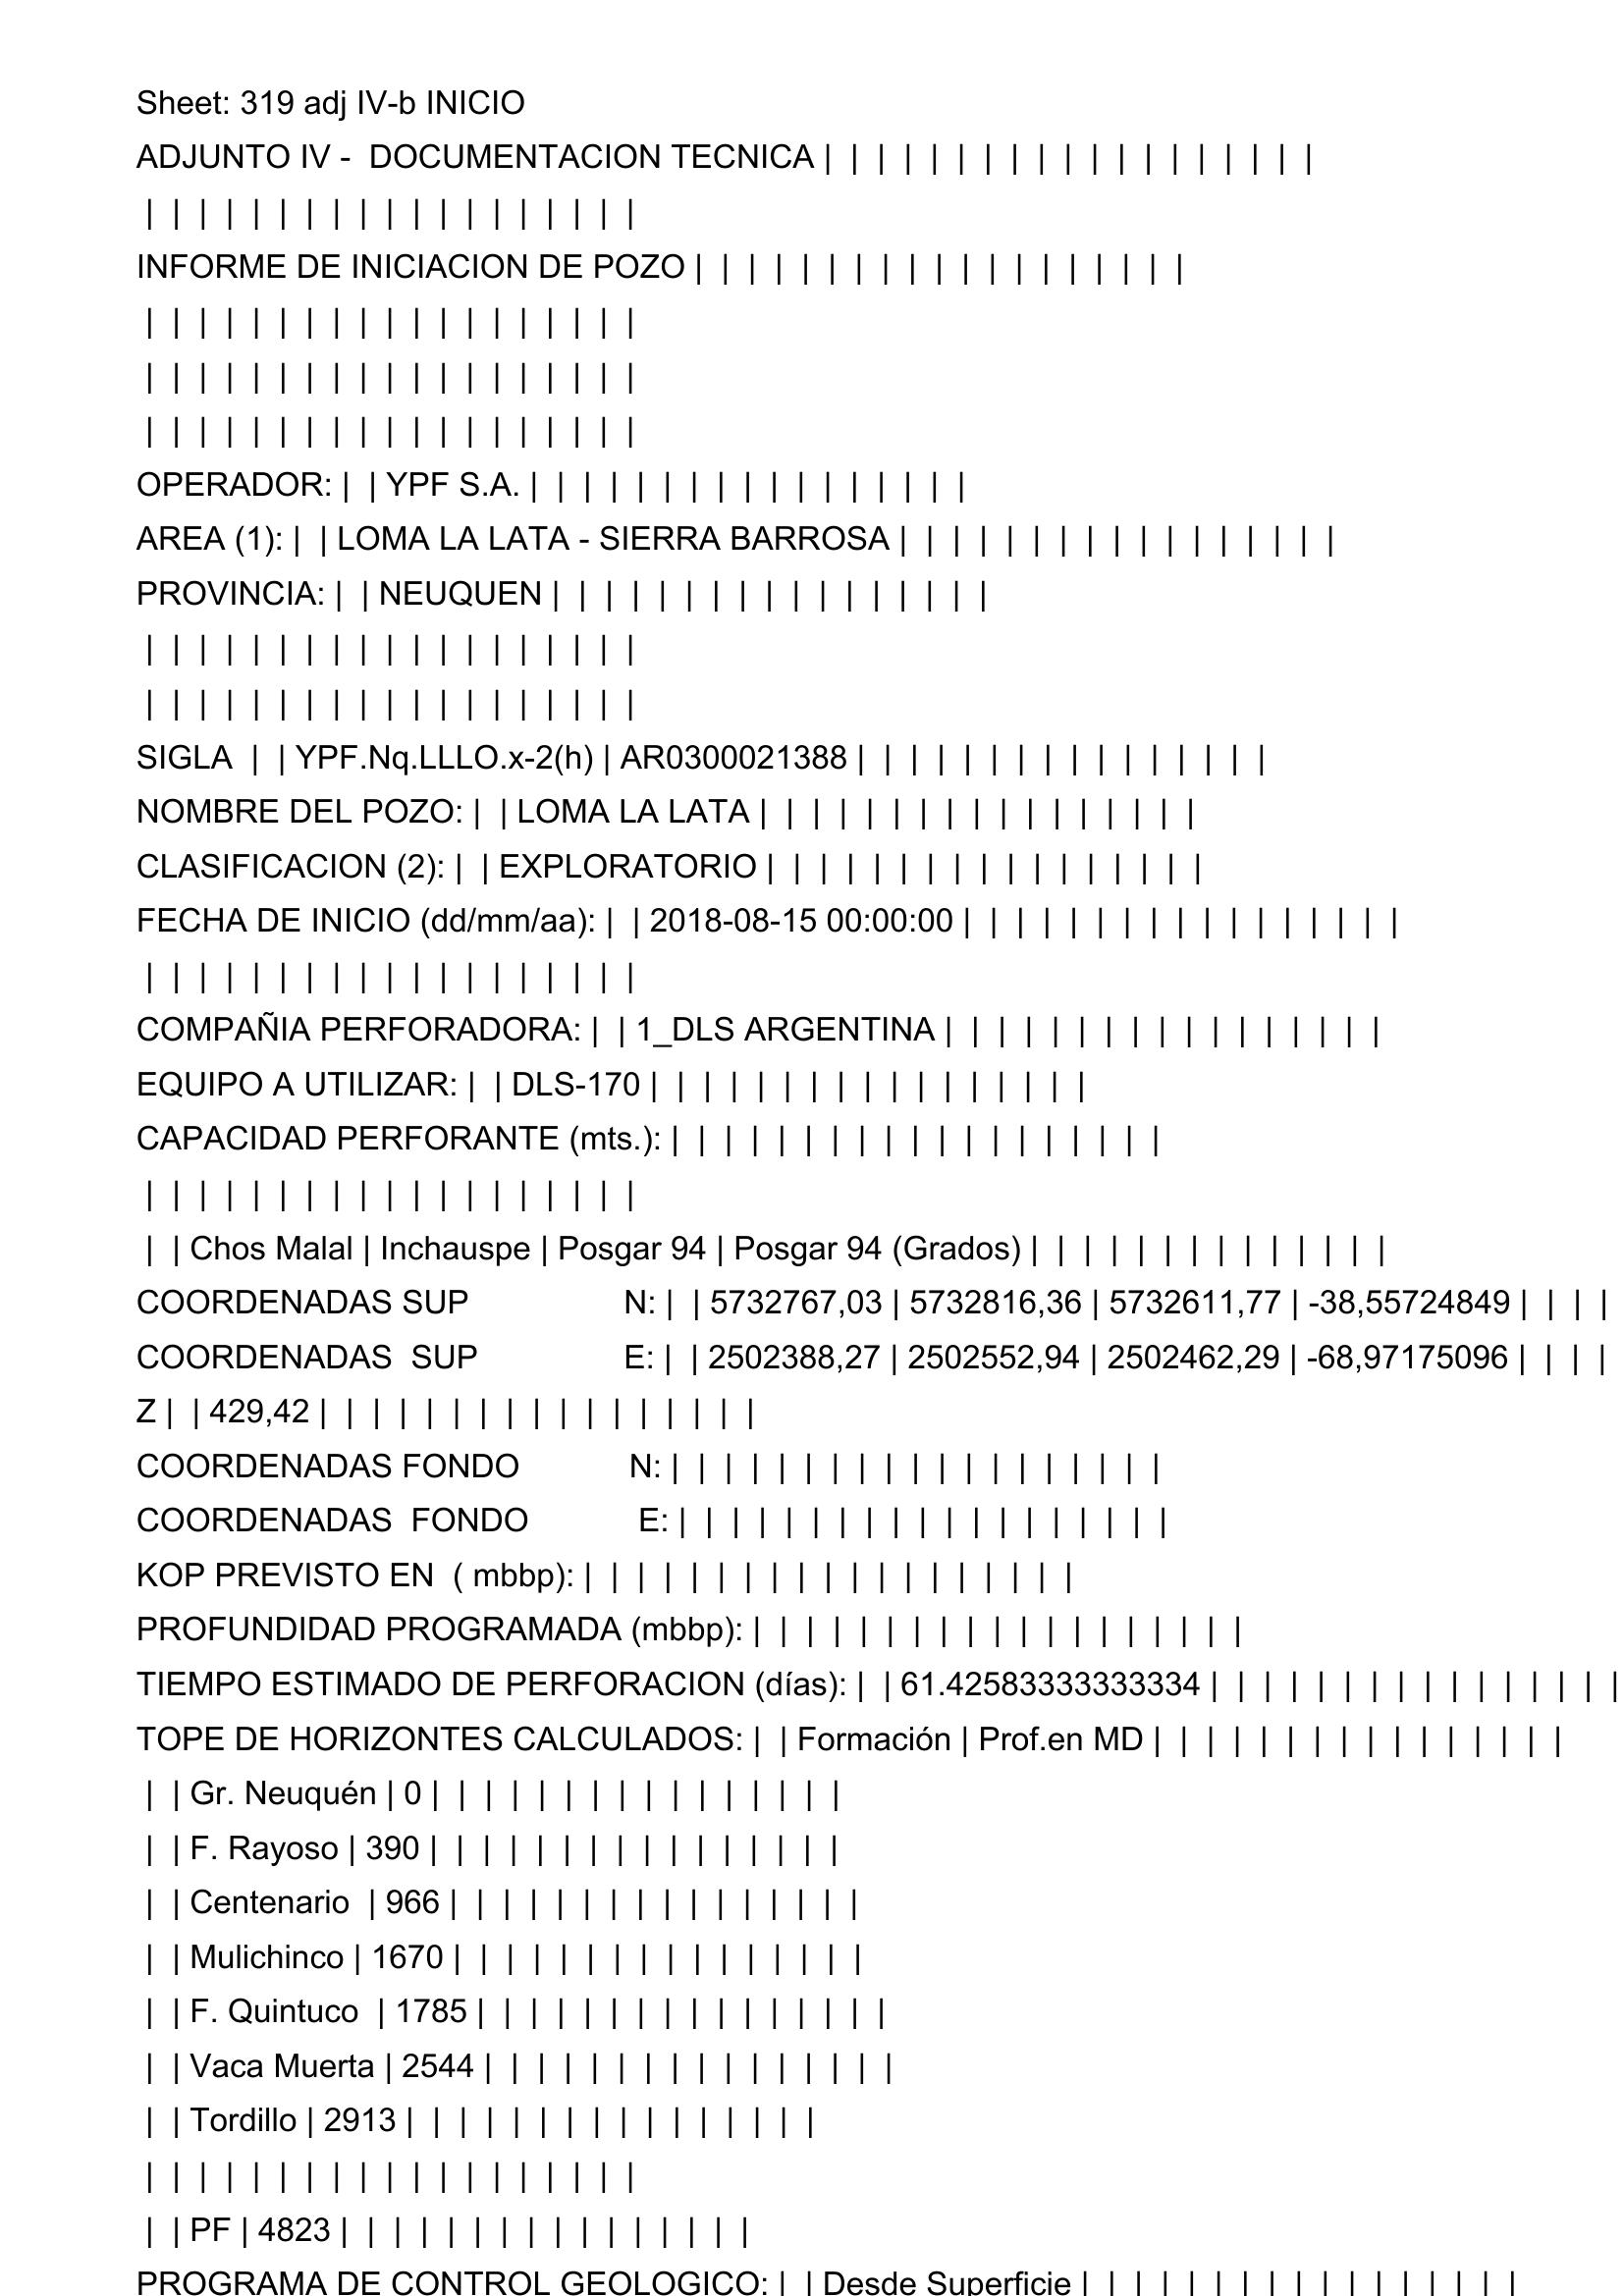 Sheet: 319 adj IV-b INICIO
ADJUNTO IV -  DOCUMENTACION TECNICA |  |  |  |  |  |  |  |  |  |  |  |  |  |  |  |  |  |  |
 |  |  |  |  |  |  |  |  |  |  |  |  |  |  |  |  |  |  |
INFORME DE INICIACION DE POZO |  |  |  |  |  |  |  |  |  |  |  |  |  |  |  |  |  |  |
 |  |  |  |  |  |  |  |  |  |  |  |  |  |  |  |  |  |  |
 |  |  |  |  |  |  |  |  |  |  |  |  |  |  |  |  |  |  |
 |  |  |  |  |  |  |  |  |  |  |  |  |  |  |  |  |  |  |
OPERADOR: |  | YPF S.A. |  |  |  |  |  |  |  |  |  |  |  |  |  |  |  |  |
AREA (1): |  | LOMA LA LATA - SIERRA BARROSA |  |  |  |  |  |  |  |  |  |  |  |  |  |  |  |  |
PROVINCIA: |  | NEUQUEN |  |  |  |  |  |  |  |  |  |  |  |  |  |  |  |  |
 |  |  |  |  |  |  |  |  |  |  |  |  |  |  |  |  |  |  |
 |  |  |  |  |  |  |  |  |  |  |  |  |  |  |  |  |  |  |
SIGLA  |  | YPF.Nq.LLLO.x-2(h) | AR0300021388 |  |  |  |  |  |  |  |  |  |  |  |  |  |  |  |
NOMBRE DEL POZO: |  | LOMA LA LATA |  |  |  |  |  |  |  |  |  |  |  |  |  |  |  |  |
CLASIFICACION (2): |  | EXPLORATORIO |  |  |  |  |  |  |  |  |  |  |  |  |  |  |  |  |
FECHA DE INICIO (dd/mm/aa): |  | 2018-08-15 00:00:00 |  |  |  |  |  |  |  |  |  |  |  |  |  |  |  |  |
 |  |  |  |  |  |  |  |  |  |  |  |  |  |  |  |  |  |  |
COMPAÑIA PERFORADORA: |  | 1_DLS ARGENTINA |  |  |  |  |  |  |  |  |  |  |  |  |  |  |  |  |
EQUIPO A UTILIZAR: |  | DLS-170 |  |  |  |  |  |  |  |  |  |  |  |  |  |  |  |  |
CAPACIDAD PERFORANTE (mts.): |  |  |  |  |  |  |  |  |  |  |  |  |  |  |  |  |  |  |
 |  |  |  |  |  |  |  |  |  |  |  |  |  |  |  |  |  |  |
 |  | Chos Malal | Inchauspe | Posgar 94 | Posgar 94 (Grados) |  |  |  |  |  |  |  |  |  |  |  |  |  |
COORDENADAS SUP                 N: |  | 5732767,03 | 5732816,36 | 5732611,77 | -38,55724849 |  |  |  |
COORDENADAS  SUP                E: |  | 2502388,27 | 2502552,94 | 2502462,29 | -68,97175096 |  |  |  |
Z |  | 429,42 |  |  |  |  |  |  |  |  |  |  |  |  |  |  |  |  |
COORDENADAS FONDO            N: |  |  |  |  |  |  |  |  |  |  |  |  |  |  |  |  |  |  |
COORDENADAS  FONDO            E: |  |  |  |  |  |  |  |  |  |  |  |  |  |  |  |  |  |  |
KOP PREVISTO EN  ( mbbp): |  |  |  |  |  |  |  |  |  |  |  |  |  |  |  |  |  |  |
PROFUNDIDAD PROGRAMADA (mbbp): |  |  |  |  |  |  |  |  |  |  |  |  |  |  |  |  |  |  |
TIEMPO ESTIMADO DE PERFORACION (días): |  | 61.42583333333334 |  |  |  |  |  |  |  |  |  |  |  |  |  |  |  |
TOPE DE HORIZONTES CALCULADOS: |  | Formación | Prof.en MD |  |  |  |  |  |  |  |  |  |  |  |  |  |  |  |
 |  | Gr. Neuquén | 0 |  |  |  |  |  |  |  |  |  |  |  |  |  |  |  |
 |  | F. Rayoso | 390 |  |  |  |  |  |  |  |  |  |  |  |  |  |  |  |
 |  | Centenario  | 966 |  |  |  |  |  |  |  |  |  |  |  |  |  |  |  |
 |  | Mulichinco | 1670 |  |  |  |  |  |  |  |  |  |  |  |  |  |  |  |
 |  | F. Quintuco  | 1785 |  |  |  |  |  |  |  |  |  |  |  |  |  |  |  |
 |  | Vaca Muerta | 2544 |  |  |  |  |  |  |  |  |  |  |  |  |  |  |  |
 |  | Tordillo | 2913 |  |  |  |  |  |  |  |  |  |  |  |  |  |  |  |
 |  |  |  |  |  |  |  |  |  |  |  |  |  |  |  |  |  |  |
 |  | PF | 4823 |  |  |  |  |  |  |  |  |  |  |  |  |  |  |  |
PROGRAMA DE CONTROL GEOLOGICO: |  | Desde Superficie |  |  |  |  |  |  |  |  |  |  |  |  |  |  |  |  |